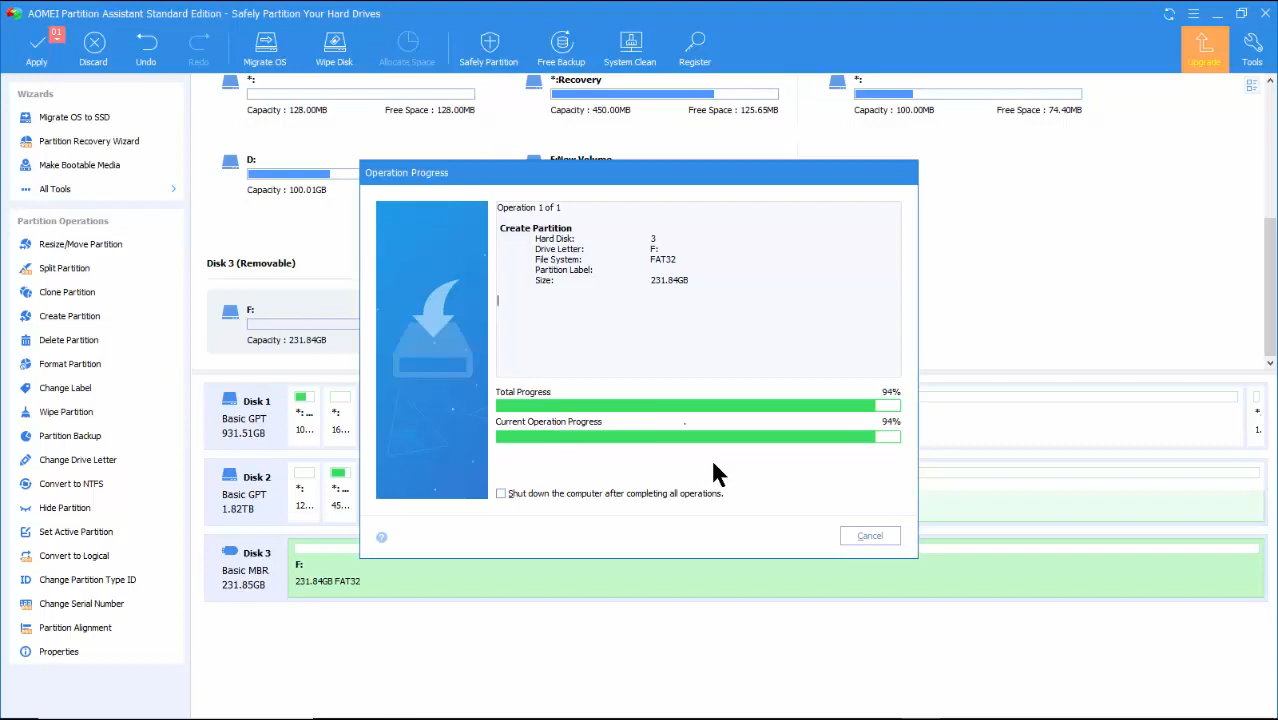 AOMEI Partition Assistant Standard Edition - Safely Partition Your Hard Drives
01
Apply
Discard
Undo
Redo
Migrate OS
Wipe Disk
Allocate Space
Safely Partition
Free Backup
System Clean
Register
Upgrade
Tools
Wizards
Migrate OS to SSD
Partition Recovery Wizard
Make Bootable Media
All Tools
Partition Operations
Resize/Move Partition
Split Partition
Clone Partition
Create Partition
Delete Partition
Format Partition
Change Label
Wipe Partition
Partition Backup
Change Drive Letter
Convert to NTFS
Hide Partition
Set Active Partition
Convert to Logical
ID Change Partition Type ID
Change Serial Number
Partition Alignment
Properties
*:
Capacity : 128.00MB Free Space : 128.00MB
*:Recovery
Capacity : 450.00MB Free Space : 125.65MB
*:
Capacity : 100.00MB Free Space : 74.40MB
D:
Capacity : 100.01GB
F:New Volume
Disk 3 (Removable)
F:
Capacity : 231.84GB
Operation Progress
Operation 1 of 1
Create Partition
Hard Disk: 3
Drive Letter: F:
File System: FAT32
Partition Label:
Size: 231.84GB
Total Progress 94%
Current Operation Progress 94%
Shut down the computer after completing all operations.
?
Cancel
Disk 1
Basic GPT
931.51GB
*: ...
10...
*:
16...
*.
1.
Disk 2
Basic GPT
1.82TB
*:
12...
*: ...
45...
Disk 3
Basic MBR
231.85GB
F:
231.84GB FAT32